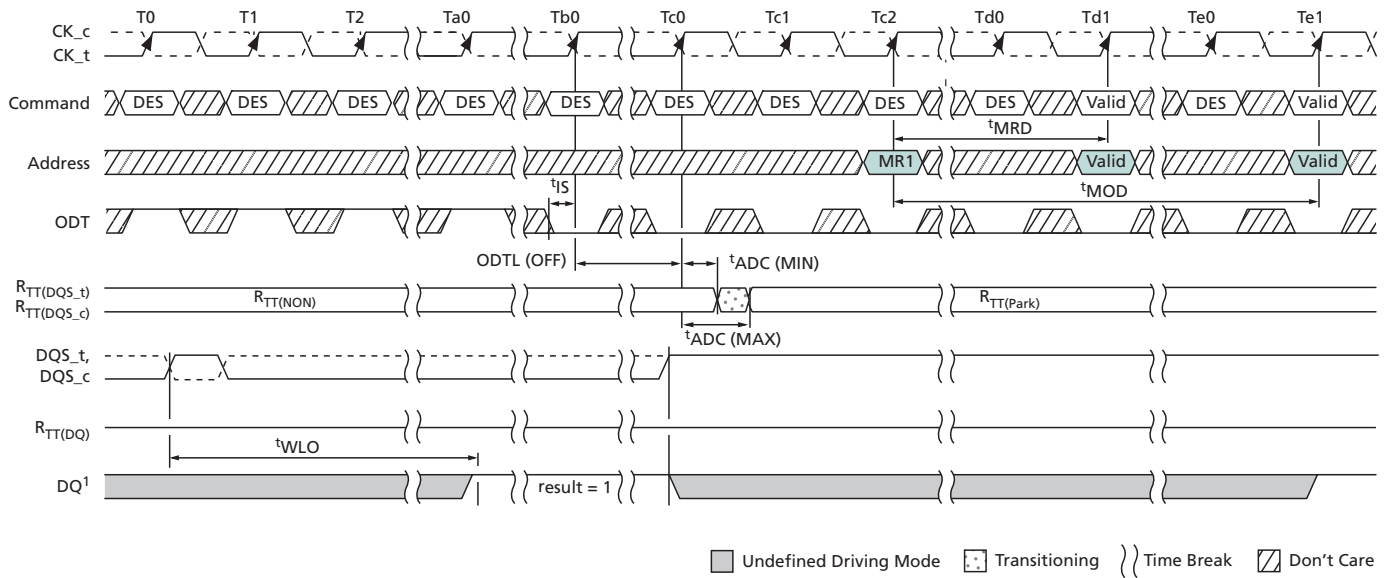 T0 T1 T2 Ta0 Tb0 Tc0 Tc1 Tc2 Td0 Td1 Te0 Te1
CK_c
CK_t
Command DES DES DES DES DES DES DES DES DES Valid DES Valid
tMRD
Address MR1 Valid Valid
tIS
tMOD
ODT
ODTL (OFF) tADC (MIN)
RTT(DQS_t)
RTT(NON) RTT(Park)
RTT(DQS_c)
tADC (MAX)
DQS_t,
DQS_c
RTT(DQ)
tWLO
DQ1 result = 1
Undefined Driving Mode Transitioning Time Break Don't Care